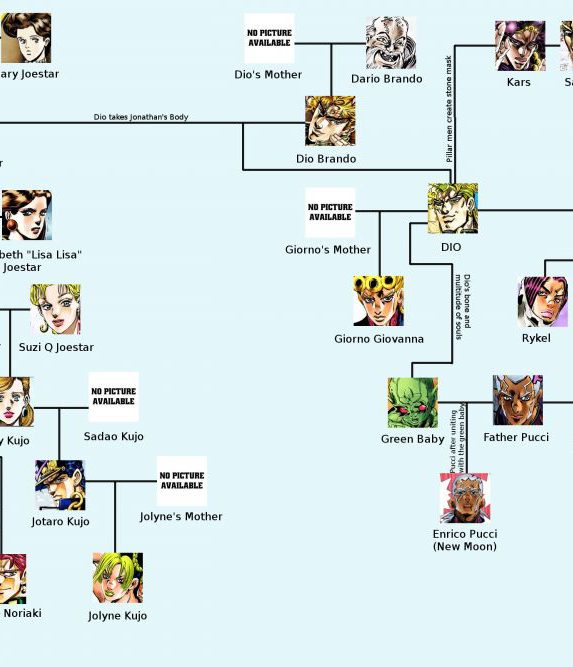 NO PICTURE
AVAILABLE
ary Joestar
Dio's Mother
Dario Brando
Kars
Sa
Pillar men create stone mask
Dio takes Jonathan's Body
Dio Brando
r
NO PICTURE
AVAILABLE
beth "Lisa Lisa"
Joestar
Giorno's Mother
DIO
Dio's bone and
multitude of souls
Suzi Q Joestar
Giorno Giovanna
Rykel
NO PICTURE
AVAILABLE
y Kujo
Sadao Kujo
Green Baby
Father Pucci
Pucci after uniting
with the green baby
NO PICTURE
AVAILABLE
Jotaro Kujo
Jolyne's Mother
Enrico Pucci
(New Moon)
Noriaki
Jolyne Kujo